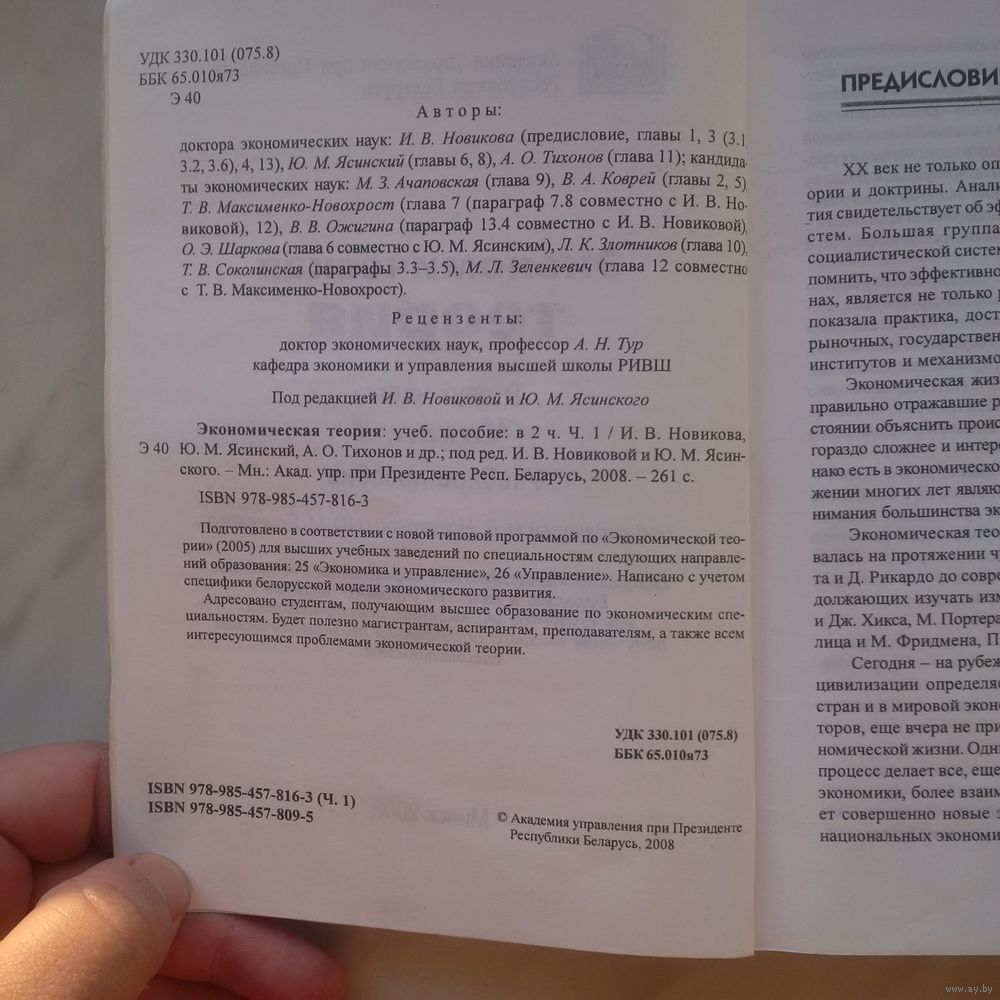 УДК 330.101 (075.8)
ББК 65.010я73
Э 40
Авторы:
доктора экономических наук: И. В. Новикова (предисловие, главы 1, 3 (3.1,
3.2, 3.6), 4, 13), Ю. М. Ясинский (главы 6, 8), А. О. Тихонов (глава 11); кандида-
ты экономических наук: М. З. Ачаповская (глава 9), В. А. Коврей (главы 2, 5),
Т. В. Максименко-Новохрост (глава 7 (параграф 7.8 совместно с И. В. Но-
виковой), 12), В. В. Ожигина (параграф 13.4 совместно с И. В. Новиковой),
О. Э. Шаркова (глава 6 совместно с Ю. М. Ясинским), Л. К. Злотников (глава 10),
Т. В. Соколинская (параграфы 3.3–3.5), М. Л. Зеленкевич (глава 12 совместно
с Т. В. Максименко-Новохрост).
Рецензенты:
доктор экономических наук, профессор А. Н. Тур
кафедра экономики и управления высшей школы РИВШ
Под редакцией И. В. Новиковой и Ю. М. Ясинского
Экономическая теория: учеб. пособие: в 2 ч. Ч. 1 / И. В. Новикова,
Э 40 Ю. М. Ясинский, А. О. Тихонов и др.; под ред. И. В. Новиковой и Ю. М. Ясин-
ского. – Мн.: Акад. упр. при Президенте Респ. Беларусь, 2008. – 261 с.
ISBN 978-985-457-816-3
Подготовлено в соответствии с новой типовой программой по «Экономической тео-
рии» (2005) для высших учебных заведений по специальностям следующих направле-
ний образования: 25 «Экономика и управление», 26 «Управление». Написано с учетом
специфики белорусской модели экономического развития.
Адресовано студентам, получающим высшее образование по экономическим спе-
циальностям. Будет полезно магистрантам, аспирантам, преподавателям, а также всем
интересующимся проблемами экономической теории.
УДК 330.101 (075.8)
ББК 65.010я73
ISBN 978-985-457-816-3 (Ч. 1)
ISBN 978-985-457-809-5
© Академия управления при Президенте
Республики Беларусь, 2008
ПРЕДИСЛОВИ
XX век не только оп
ории и доктрины. Анали
тия свидетельствует об эф
стем. Большая группа
социалистической систем
помнить, что эффективно
нах, является не только р
показала практика, дост
рыночных, государствен
институтов и механизмо
Экономическая жиз
правильно отражавшие р
стоянии объяснить проис
гораздо сложнее и интере
нако есть в экономическо
жении многих лет являю
нимания большинства эк
Экономическая тео
валась на протяжении ч
та и Д. Рикардо до совре
должающих изучать изм
и Дж. Хикса, М. Портера
лица и М. Фридмена, П.
Сегодня – на рубеж
цивилизации определяе
стран и в мировой эконо
торов, еще вчера не при
номической жизни. Одн
процесс делает все, еще
экономики, более взаим
ет совершенно новые з
национальных экономи
www.ay.by